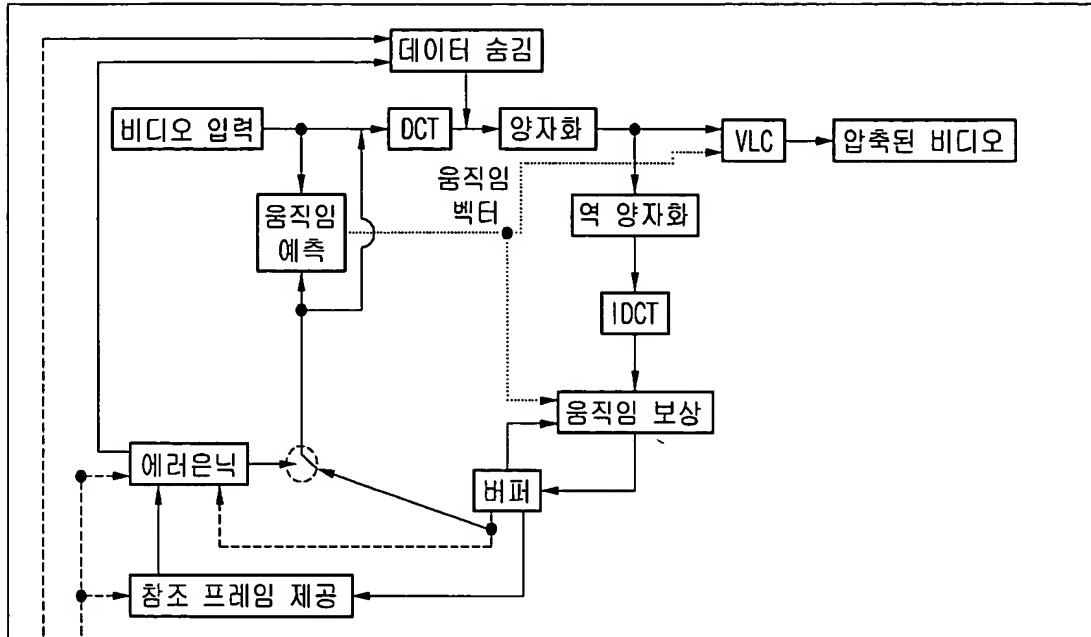 데이터 숨김
비디오 입력
DCT
양자화
VLC
압축된 비디오
움직임
벡터
움직임
예측
역 양자화
IDCT
움직임 보상
에러은닉
버퍼
참조 프레임 제공